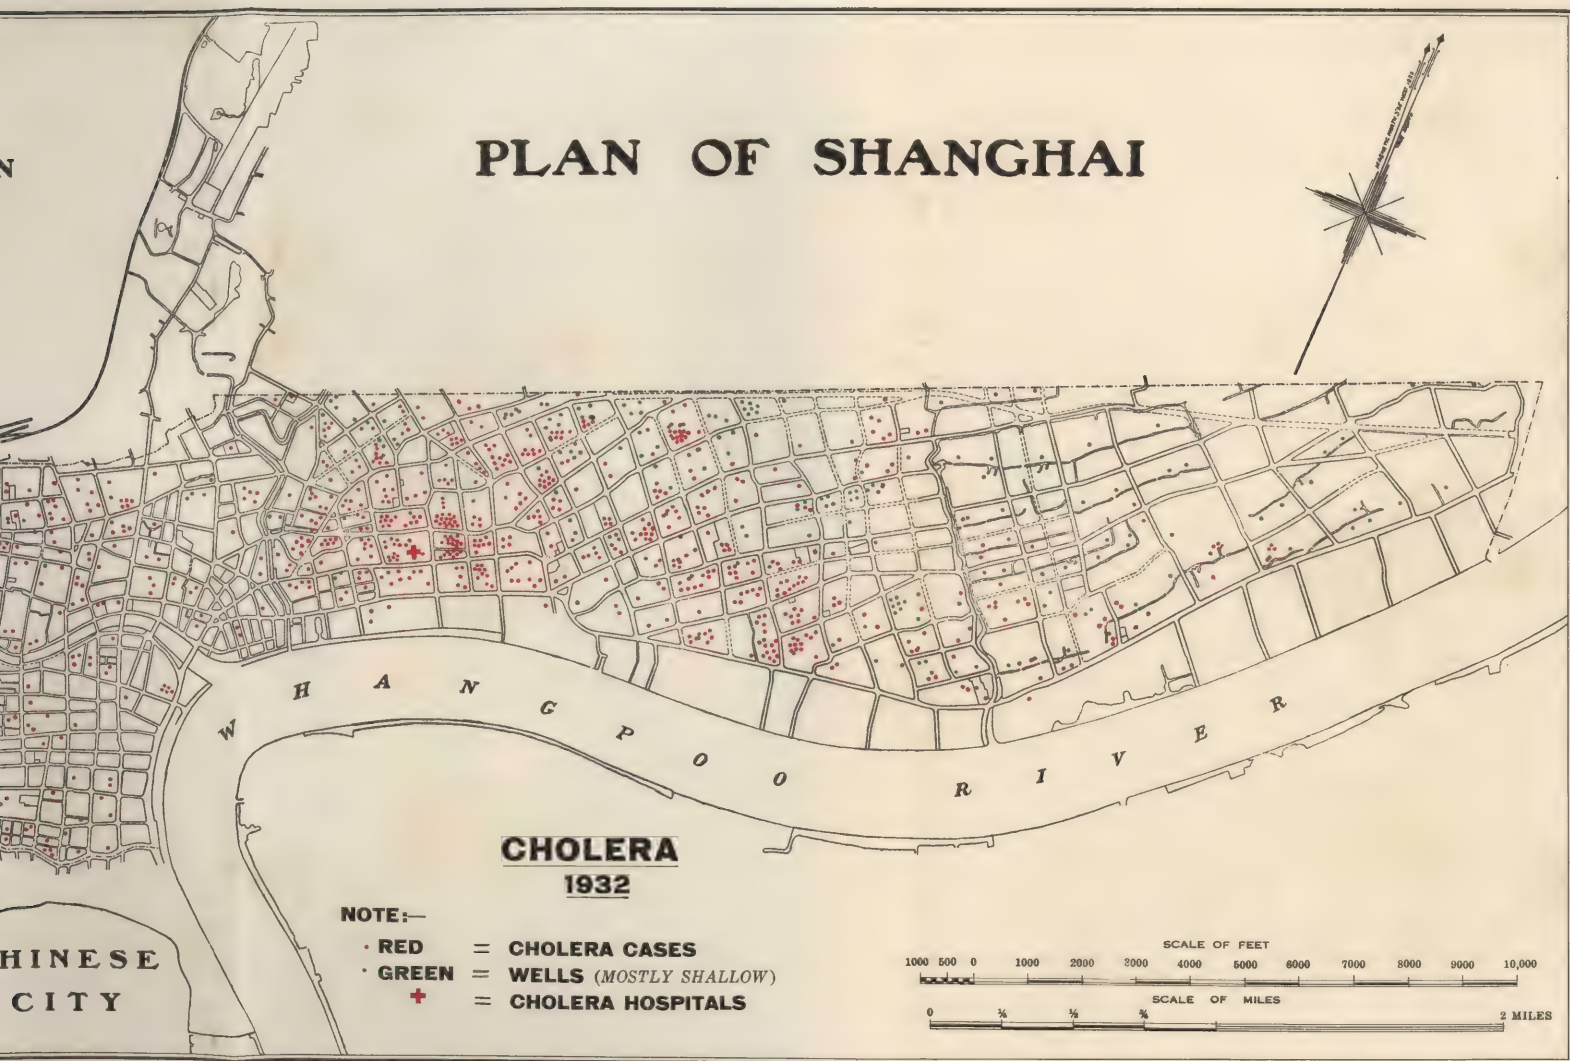 N
PLAN OF SHANGHAI
WHANGPOO RIVER
CHOLERA
1932
NOTE:—
· RED = CHOLERA CASES
· GREEN = WELLS (MOSTLY SHALLOW)
+ = CHOLERA HOSPITALS
HINESE
CITY
SCALE OF FEET
1000 500 0 1000 2000 3000 4000 5000 6000 7000 8000 9000 10,000
SCALE OF MILES
0 ¼ ½ ¾ 2 MILES